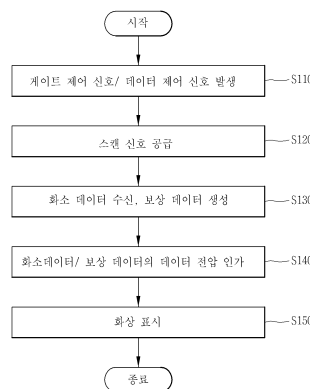 시작
게이트 제어 신호/ 데이터 제어 신호 발생
S110
스캔 신호 공급
S120
화소 데이터 수신, 보상 데이터 생성
S130
화소데이터/ 보상 데이터의 데이터 전압 인가
S140
화상 표시
S150
종료